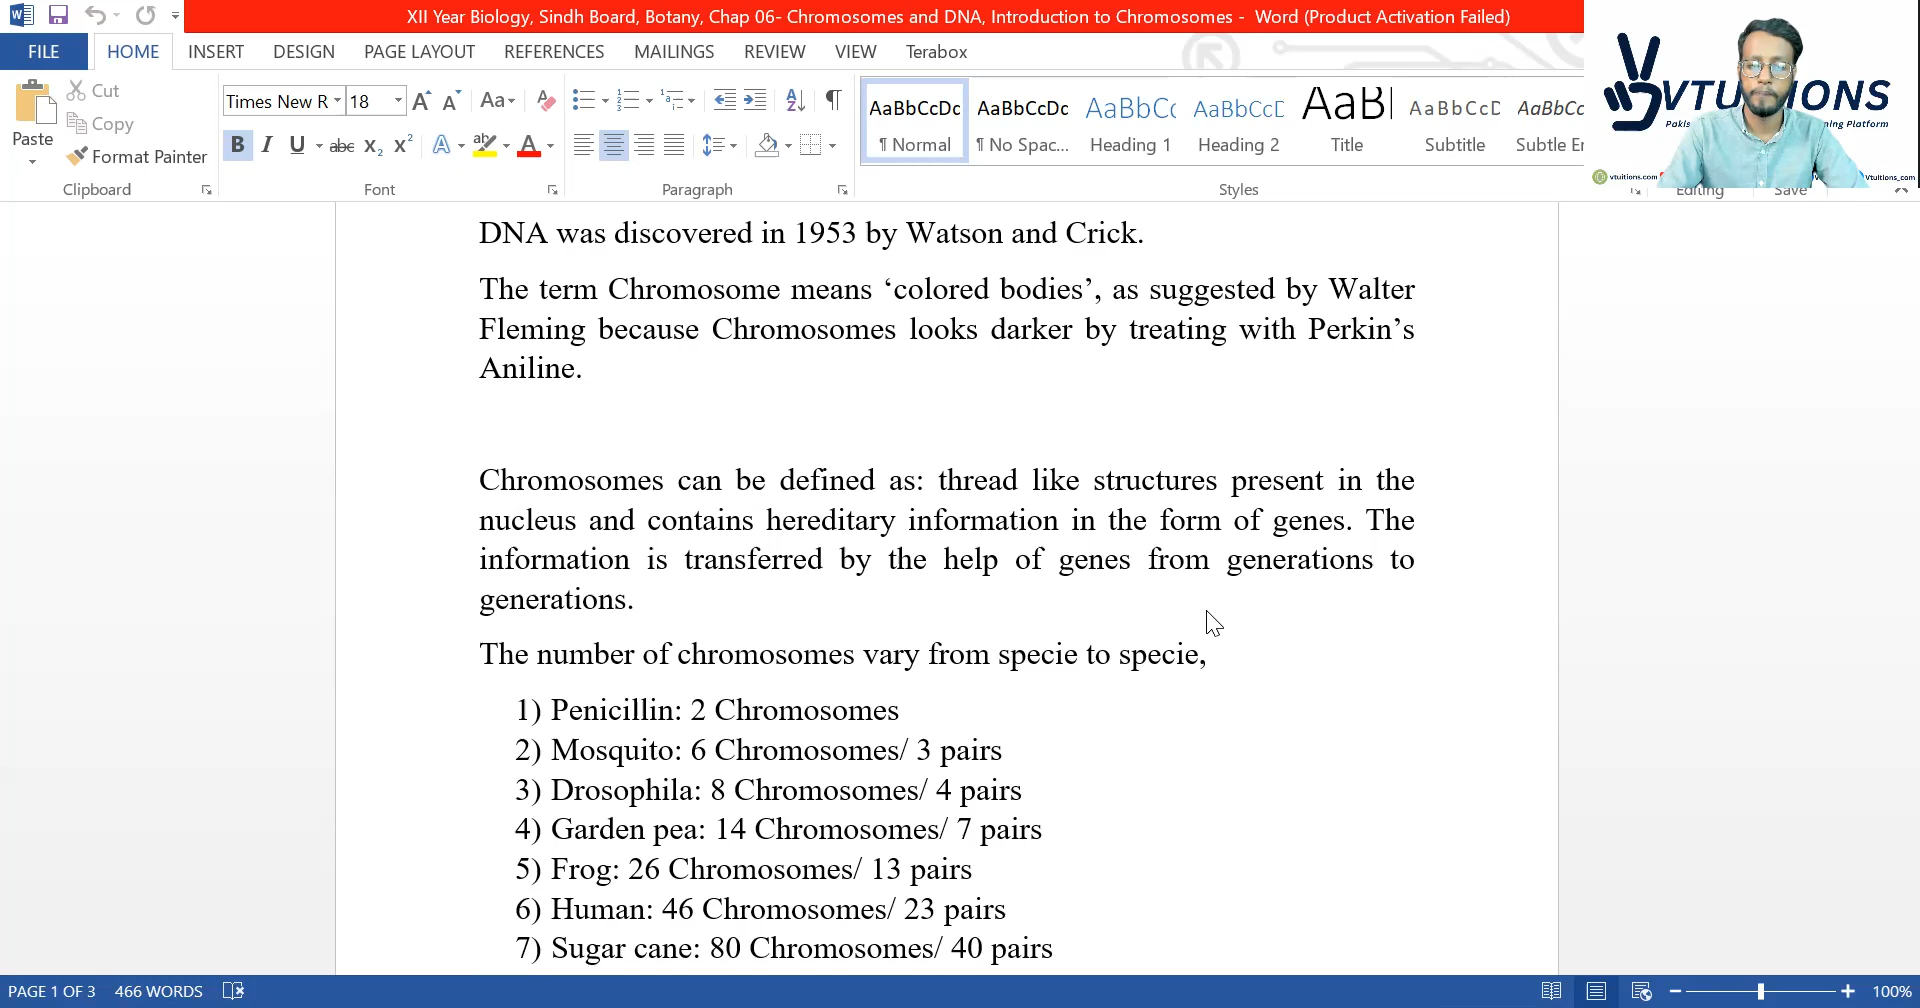 XII Year Biology, Sindh Board, Botany, Chap 06- Chromosomes and DNA, Introduction to Chromosomes - Word (Product Activation Failed)
FILE HOME INSERT DESIGN PAGE LAYOUT REFERENCES MAILINGS REVIEW VIEW Terabox
Paste
Cut
Copy
Format Painter
Clipboard
Times New R 18
Font
Paragraph
AaBbCcDc AaBbCcDc AaBbCc AaBbCcD AaB AaBbCcD AaBbCc
¶ Normal ¶ No Spac... Heading 1 Heading 2 Title Subtitle Subtle
Styles
Editing Save
vtuitions.com
Vtuitions_com
DNA was discovered in 1953 by Watson and Crick.
The term Chromosome means ‘colored bodies’, as suggested by Walter
Fleming because Chromosomes looks darker by treating with Perkin’s
Aniline.
Chromosomes can be defined as: thread like structures present in the
nucleus and contains hereditary information in the form of genes. The
information is transferred by the help of genes from generations to
generations.
The number of chromosomes vary from specie to specie,
1) Penicillin: 2 Chromosomes
2) Mosquito: 6 Chromosomes/ 3 pairs
3) Drosophila: 8 Chromosomes/ 4 pairs
4) Garden pea: 14 Chromosomes/ 7 pairs
5) Frog: 26 Chromosomes/ 13 pairs
6) Human: 46 Chromosomes/ 23 pairs
7) Sugar cane: 80 Chromosomes/ 40 pairs
PAGE 1 OF 3 466 WORDS 100%